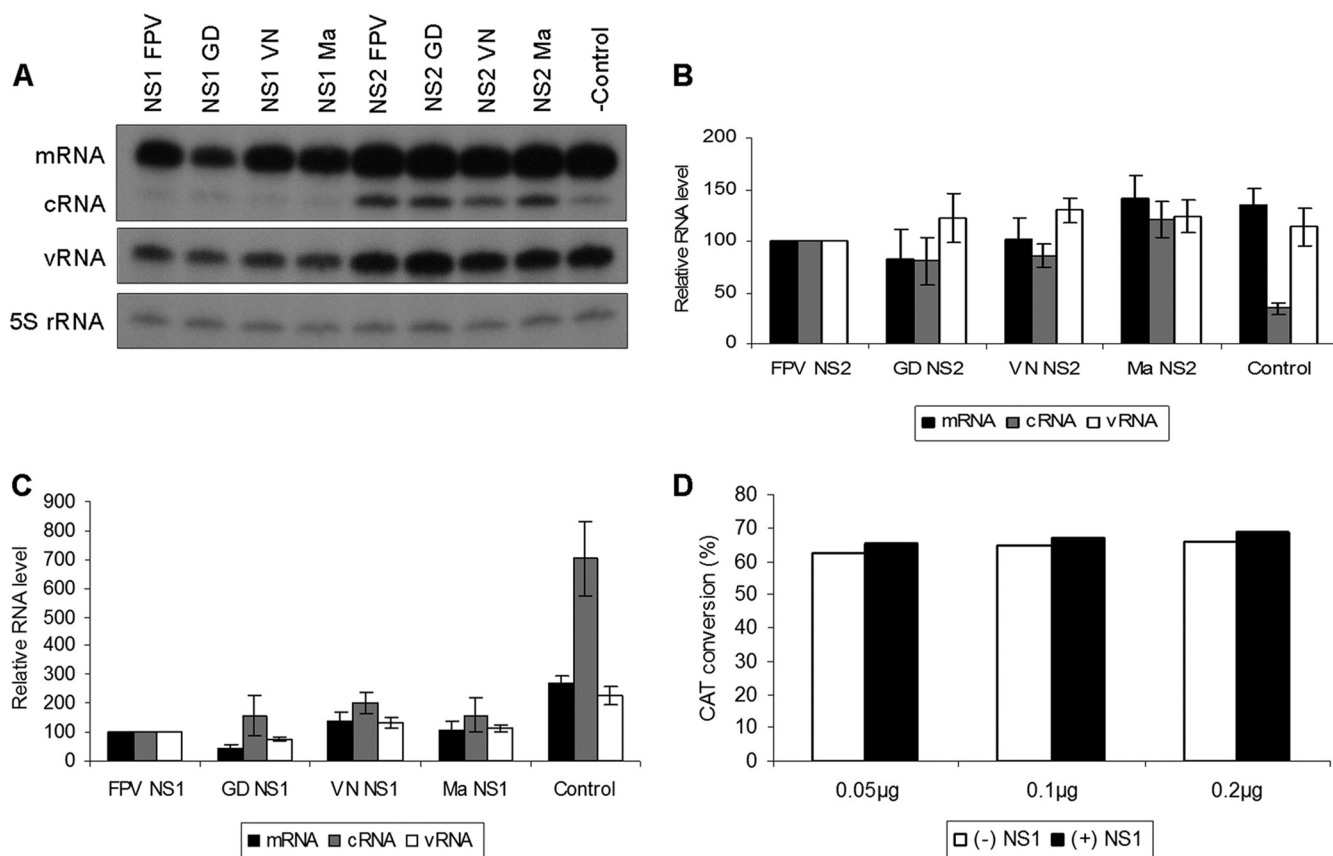 A
NS1 FPV
NS1 GD
NS1 VN
NS1 Ma
NS2 FPV
NS2 GD
NS2 VN
NS2 Ma
-Control
mRNA
cRNA
vRNA
5S rRNA
B
Relative RNA level
200
150
100
50
0
FPV NS2 GD NS2 VN NS2 Ma NS2 Control
mRNA cRNA vRNA
C
Relative RNA level
900
800
700
600
500
400
300
200
100
0
FPV NS1 GD NS1 VN NS1 Ma NS1 Control
mRNA cRNA vRNA
D
CAT conversion (%)
80
70
60
50
40
30
20
10
0
0.05µg 0.1µg 0.2µg
(-) NS1 (+) NS1